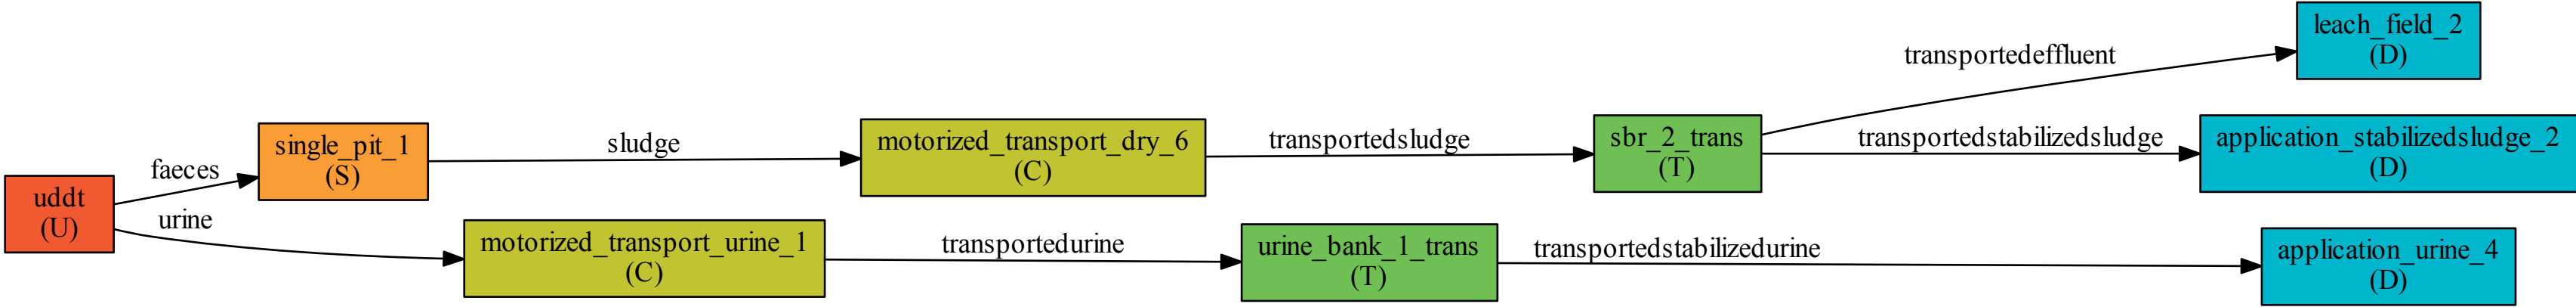 leach_field_2
(D)
transportedeffluent
single_pit_1
(S)
sludge
motorized_transport_dry_6
(C)
transportedsludge
sbr_2_trans
(T)
transportedstabilizedsludge
application_stabilizedsludge_2
(D)
faeces
uddt
(U)
urine
motorized_transport_urine_1
(C)
transportedurine
urine_bank_1_trans
(T)
transportedstabilizedurine
application_urine_4
(D)